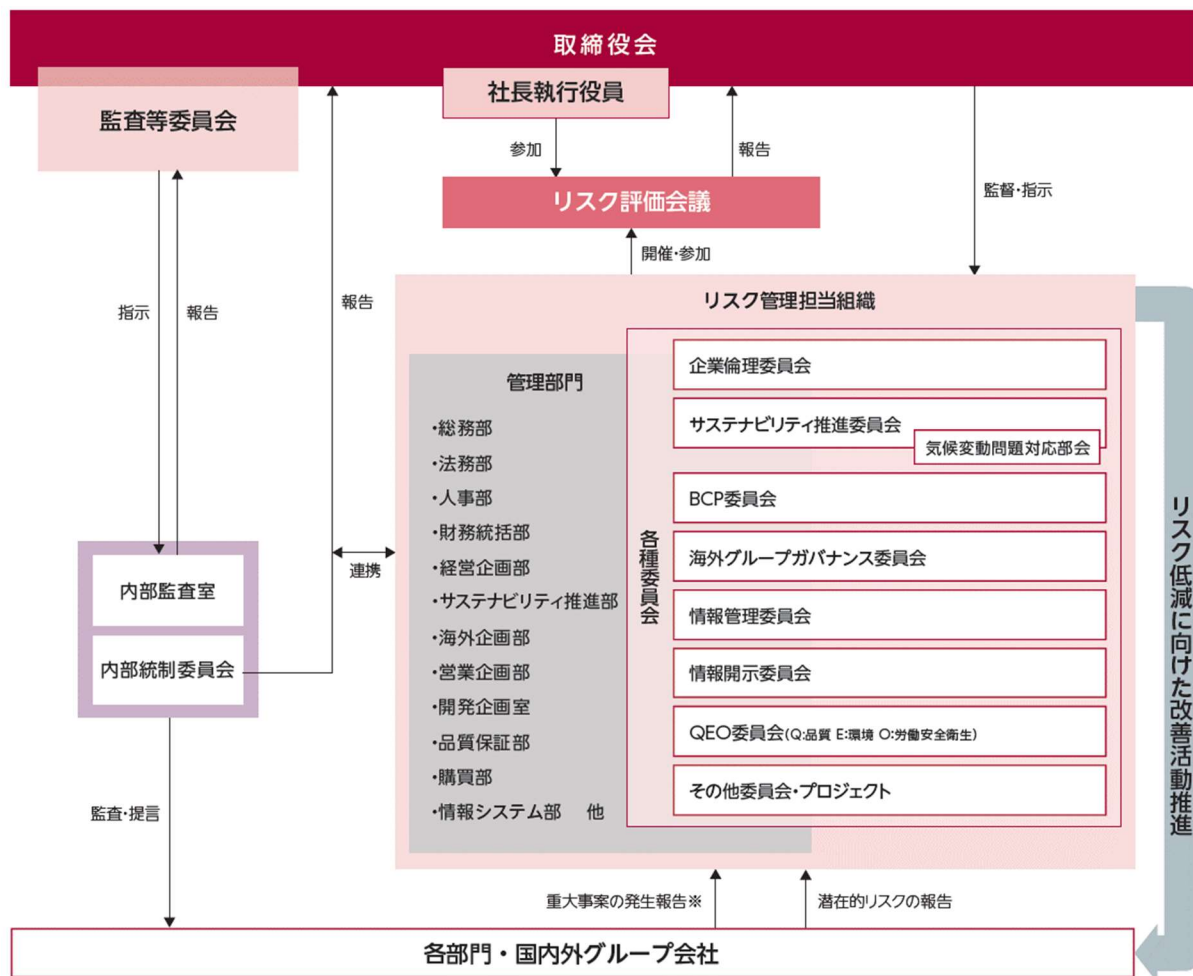 取締役会
監査等委員会
社長執行役員
参加
報告
リスク評価会議
監督・指示
開催・参加
指示
報告
報告
リスク管理担当組織
管理部門
・総務部
・法務部
・人事部
・財務統括部
・経営企画部
・サステナビリティ推進部
・海外企画部
・営業企画部
・開発企画室
・品質保証部
・購買部
・情報システム部 他
各種委員会
企業倫理委員会
サステナビリティ推進委員会
気候変動問題対応部会
BCP委員会
海外グループガバナンス委員会
情報管理委員会
情報開示委員会
QEO委員会(Q:品質 E:環境 O:労働安全衛生)
その他委員会・プロジェクト
連携
内部監査室
内部統制委員会
監査・提言
重大事案の発生報告※
潜在的リスクの報告
リスク低減に向けた改善活動推進
各部門・国内外グループ会社